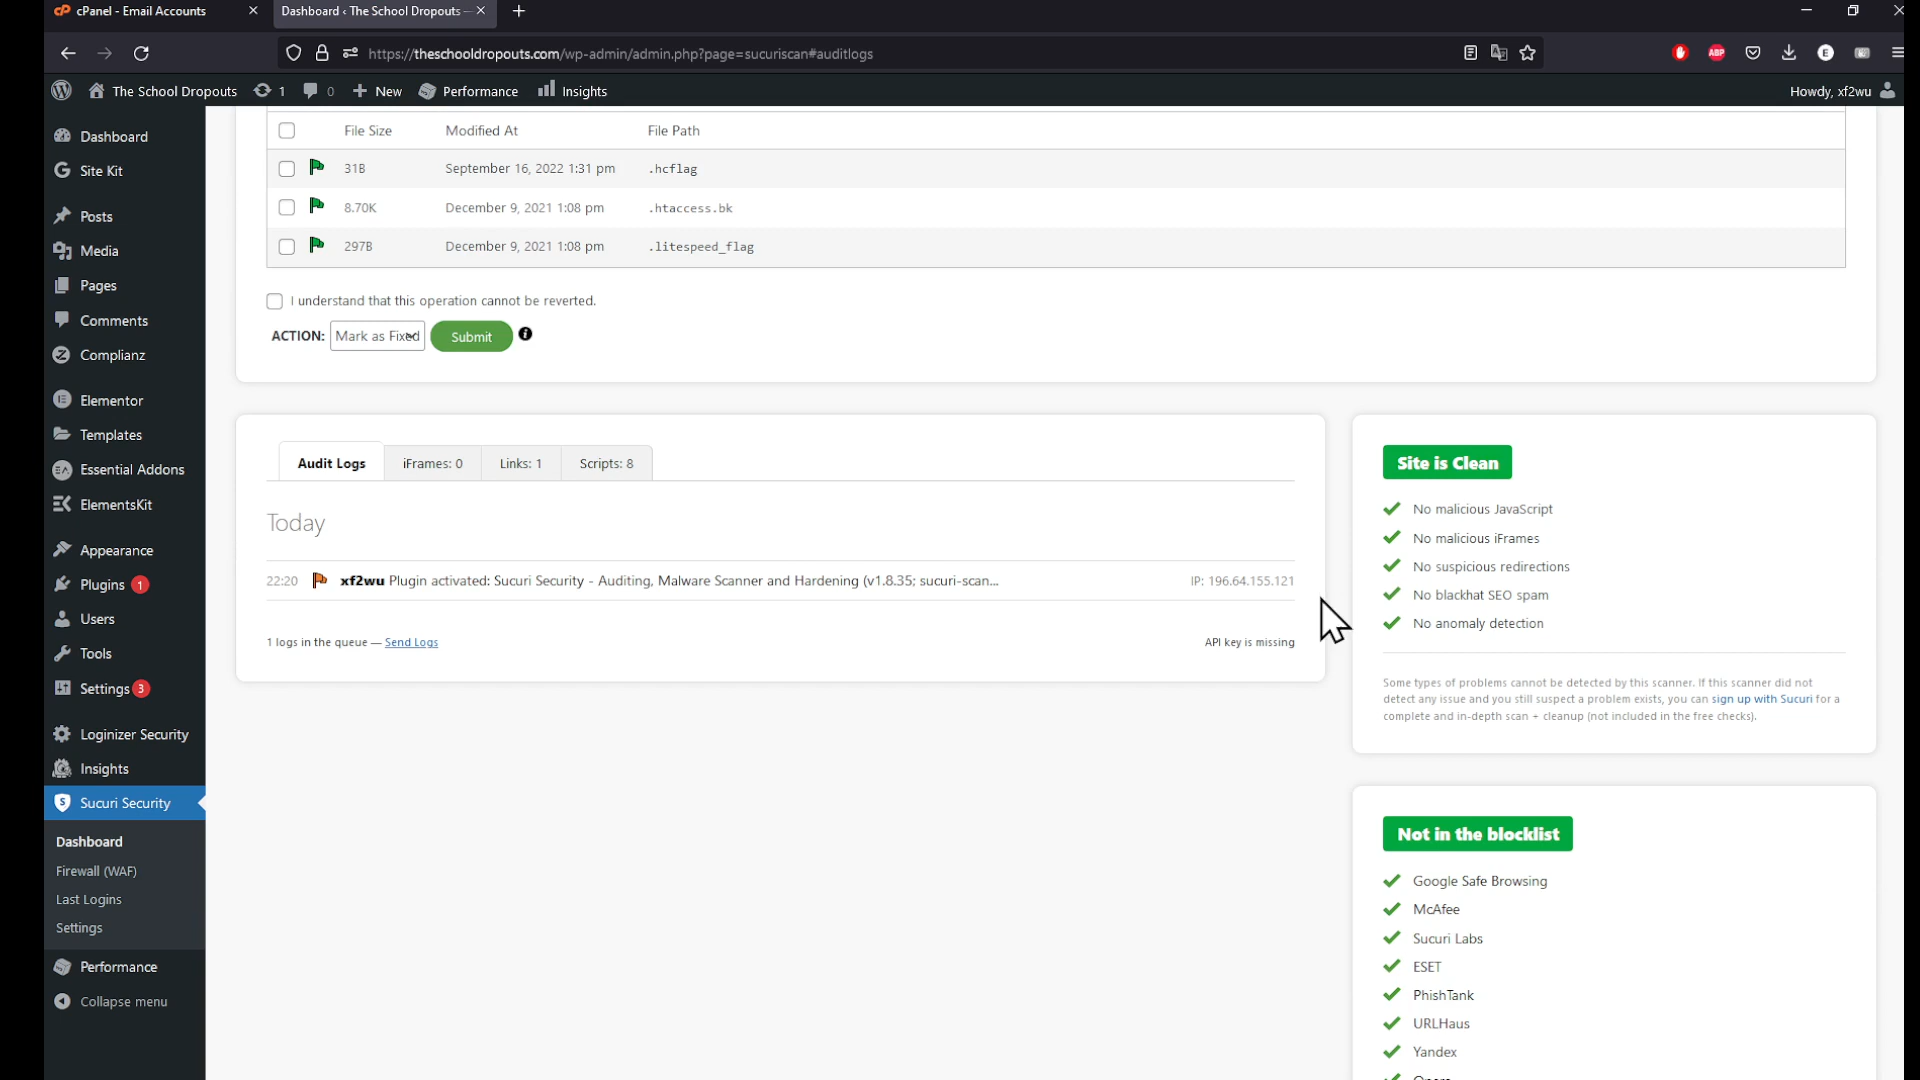 cPanel - Email Accounts
Dashboard ‹ The School Dropouts —
https://theschooldropouts.com/wp-admin/admin.php?page=sucuriscan#auditlogs
The School Dropouts 1 0 New Performance Insights
Howdy, xf2wu
Dashboard
Site Kit
Posts
Media
Pages
Comments
Complianz
Elementor
Templates
Essential Addons
ElementsKit
Appearance
Plugins 1
Users
Tools
Settings 3
Loginizer Security
Insights
Sucuri Security
Dashboard
Firewall (WAF)
Last Logins
Settings
Performance
Collapse menu
File Size Modified At File Path
31B September 16, 2022 1:31 pm .hcflag
8.70K December 9, 2021 1:08 pm .htaccess.bk
297B December 9, 2021 1:08 pm .litespeed_flag
I understand that this operation cannot be reverted.
ACTION: Mark as Fixed Submit
Audit Logs iFrames: 0 Links: 1 Scripts: 8
Today
22:20 xf2wu Plugin activated: Sucuri Security - Auditing, Malware Scanner and Hardening (v1.8.35; sucuri-scan... IP: 196.64.155.121
1 logs in the queue — Send Logs API key is missing
Site is Clean
No malicious JavaScript
No malicious iFrames
No suspicious redirections
No blackhat SEO spam
No anomaly detection
Some types of problems cannot be detected by this scanner. If this scanner did not
detect any issue and you still suspect a problem exists, you can sign up with Sucuri for a
complete and in-depth scan + cleanup (not included in the free checks).
Not in the blocklist
Google Safe Browsing
McAfee
Sucuri Labs
ESET
PhishTank
URLHaus
Yandex